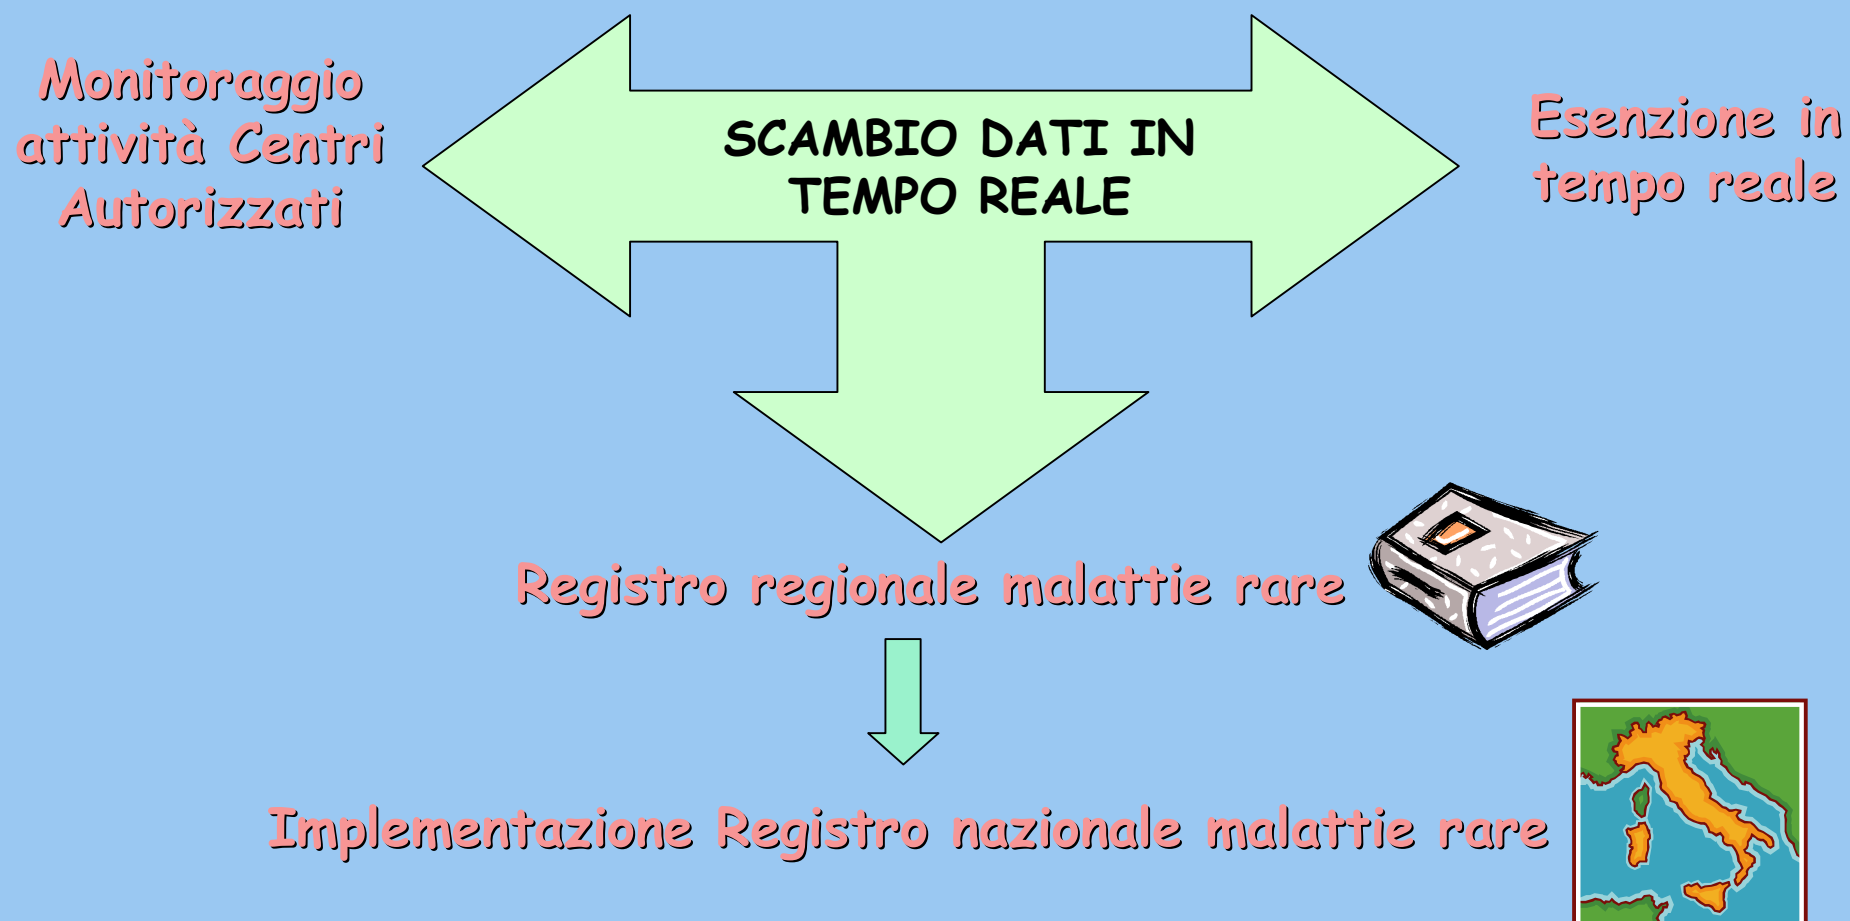 Monitoraggio
attività Centri
Autorizzati
SCAMBIO DATI IN
TEMPO REALE
Esenzione in
tempo reale
Registro regionale malattie rare
Implementazione Registro nazionale malattie rare